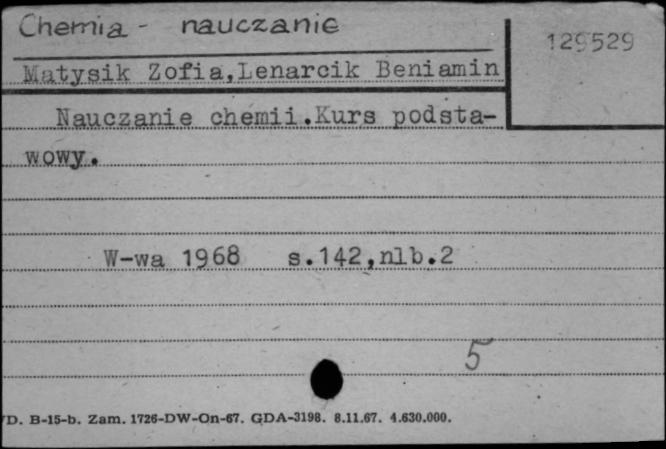 Chemia - nauczanie
129529
Matysik Zofia,Lenarcik Beniamin
Nauczanie chemii.Kurs podsta-
wowy.
W-wa 1968 s.142,nlb.2
5
D. B-15-b. Zam. 1726-DW-On-67. GDA-3198. 8.11.67. 4.630.000.